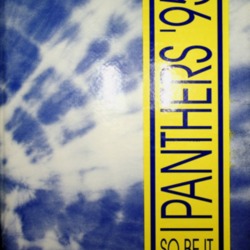 PANTHERS '95
SO BE IT